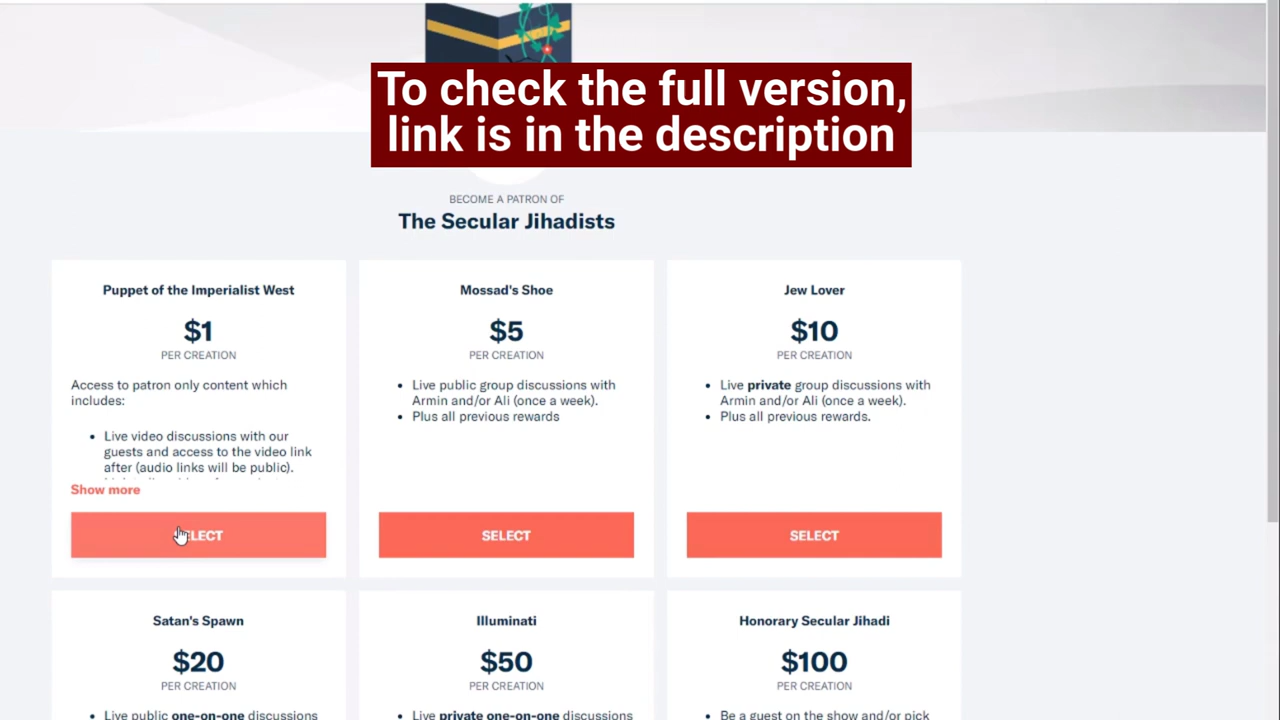 To check the full version,
link is in the description
BECOME A PATRON OF
The Secular Jihadists
Puppet of the Imperialist West
$1
PER CREATION
Access to patron only content which
includes:
• Live video discussions with our
guests and access to the video link
after (audio links will be public).
Show more
Mossad's Shoe
$5
PER CREATION
• Live public group discussions with
Armin and/or Ali (once a week).
• Plus all previous rewards
SELECT
Jew Lover
$10
PER CREATION
• Live private group discussions with
Armin and/or Ali (once a week).
• Plus all previous rewards.
SELECT
Satan's Spawn
$20
PER CREATION
• Live public one-on-one discussions
Illuminati
$50
PER CREATION
• Live private one-on-one discussions
Honorary Secular Jihadi
$100
PER CREATION
• Be a guest on the show and/or pick